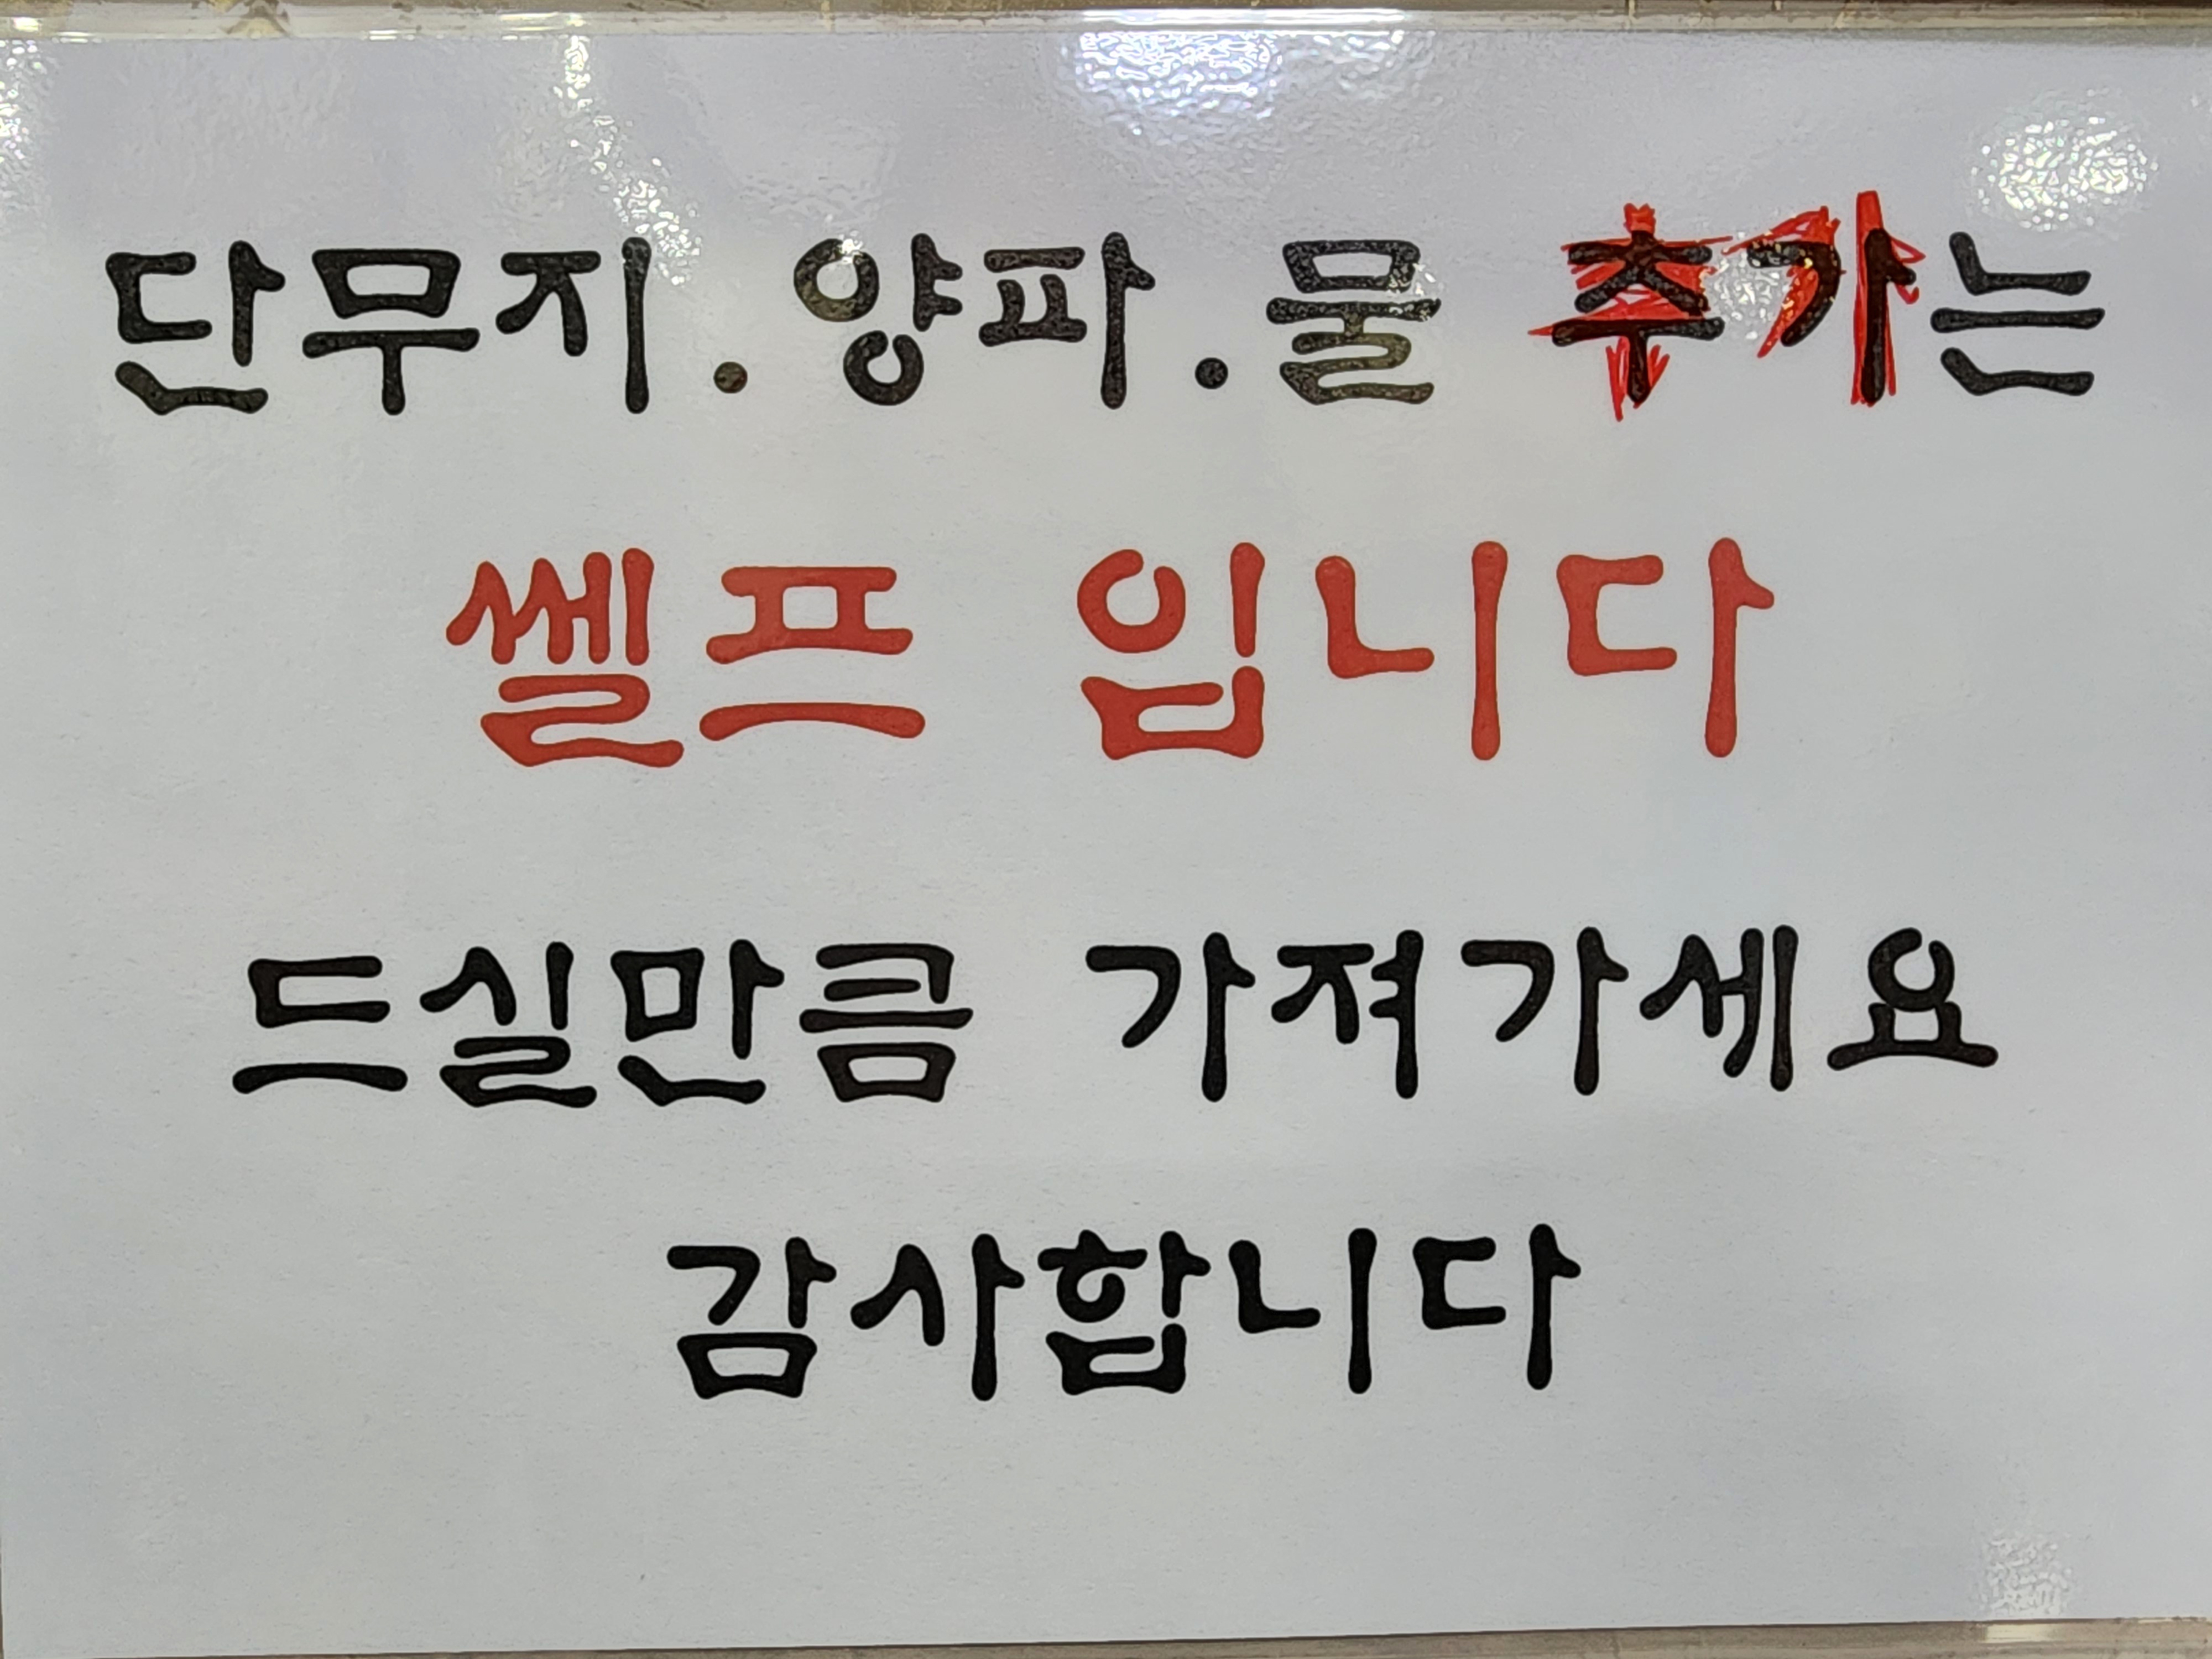 단무지.양파.물 추가는
쎌프 입니다
드실만큼 가져가세요
감사합니다